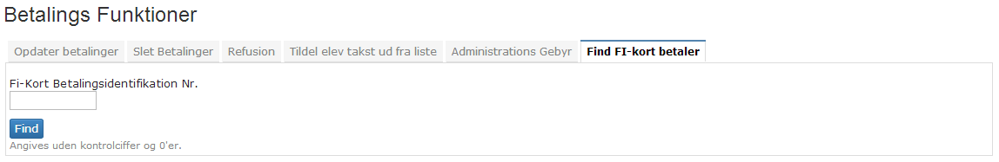 Betalings Funktioner
Opdater betalinger Slet Betalinger Refusion Tildel elev takst ud fra liste Administrations Gebyr Find FI-kort betaler
Fi-Kort Betalingsidentifikation Nr.
Find
Angives uden kontrolciffer og 0'er.